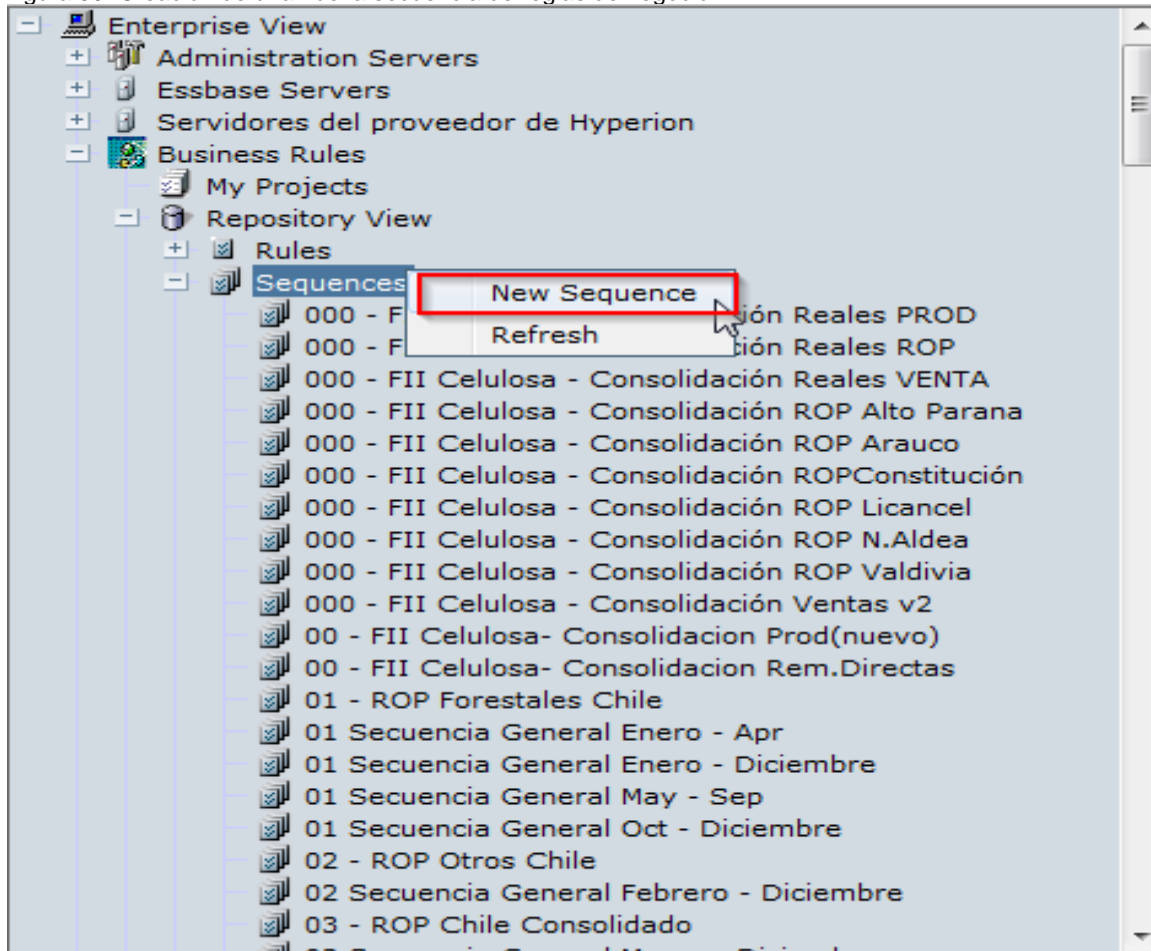 Enterprise View
Administration Servers
Essbase Servers
Servidores del proveedor de Hyperion
Business Rules
My Projects
Repository View
Rules
Sequences
New Sequence
Refresh
000 - F ión Reales PROD
000 - F ión Reales ROP
000 - FII Celulosa - Consolidación Reales VENTA
000 - FII Celulosa - Consolidación ROP Alto Parana
000 - FII Celulosa - Consolidación ROP Arauco
000 - FII Celulosa - Consolidación ROPConstitución
000 - FII Celulosa - Consolidación ROP Licancel
000 - FII Celulosa - Consolidación ROP N.Aldea
000 - FII Celulosa - Consolidación ROP Valdivia
000 - FII Celulosa - Consolidación Ventas v2
00 - FII Celulosa- Consolidacion Prod(nuevo)
00 - FII Celulosa- Consolidacion Rem.Directas
01 - ROP Forestales Chile
01 Secuencia General Enero - Apr
01 Secuencia General Enero - Diciembre
01 Secuencia General May - Sep
01 Secuencia General Oct - Diciembre
02 - ROP Otros Chile
02 Secuencia General Febrero - Diciembre
03 - ROP Chile Consolidado